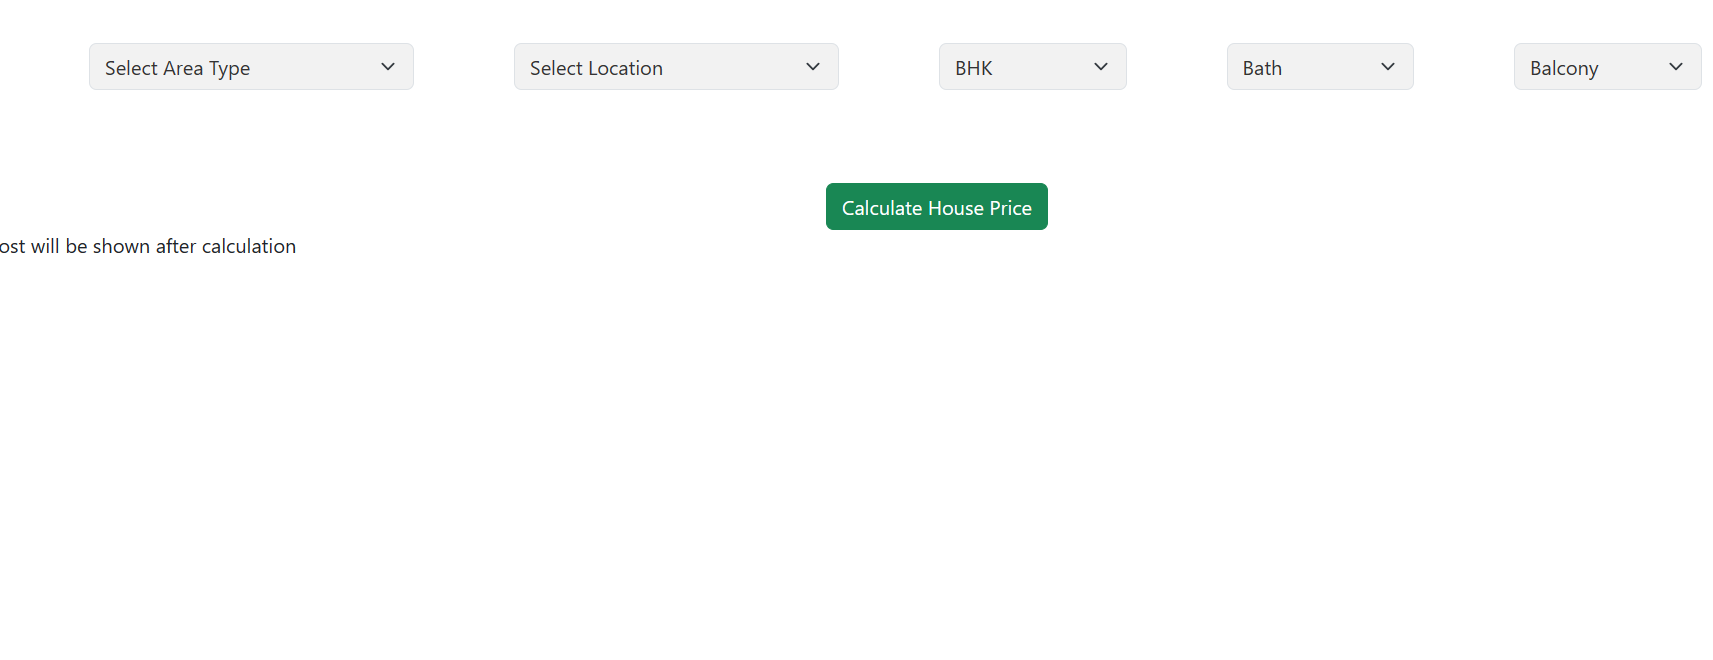 Select Area Type
Select Location
BHK
Bath
Balcony
Calculate House Price
ost will be shown after calculation